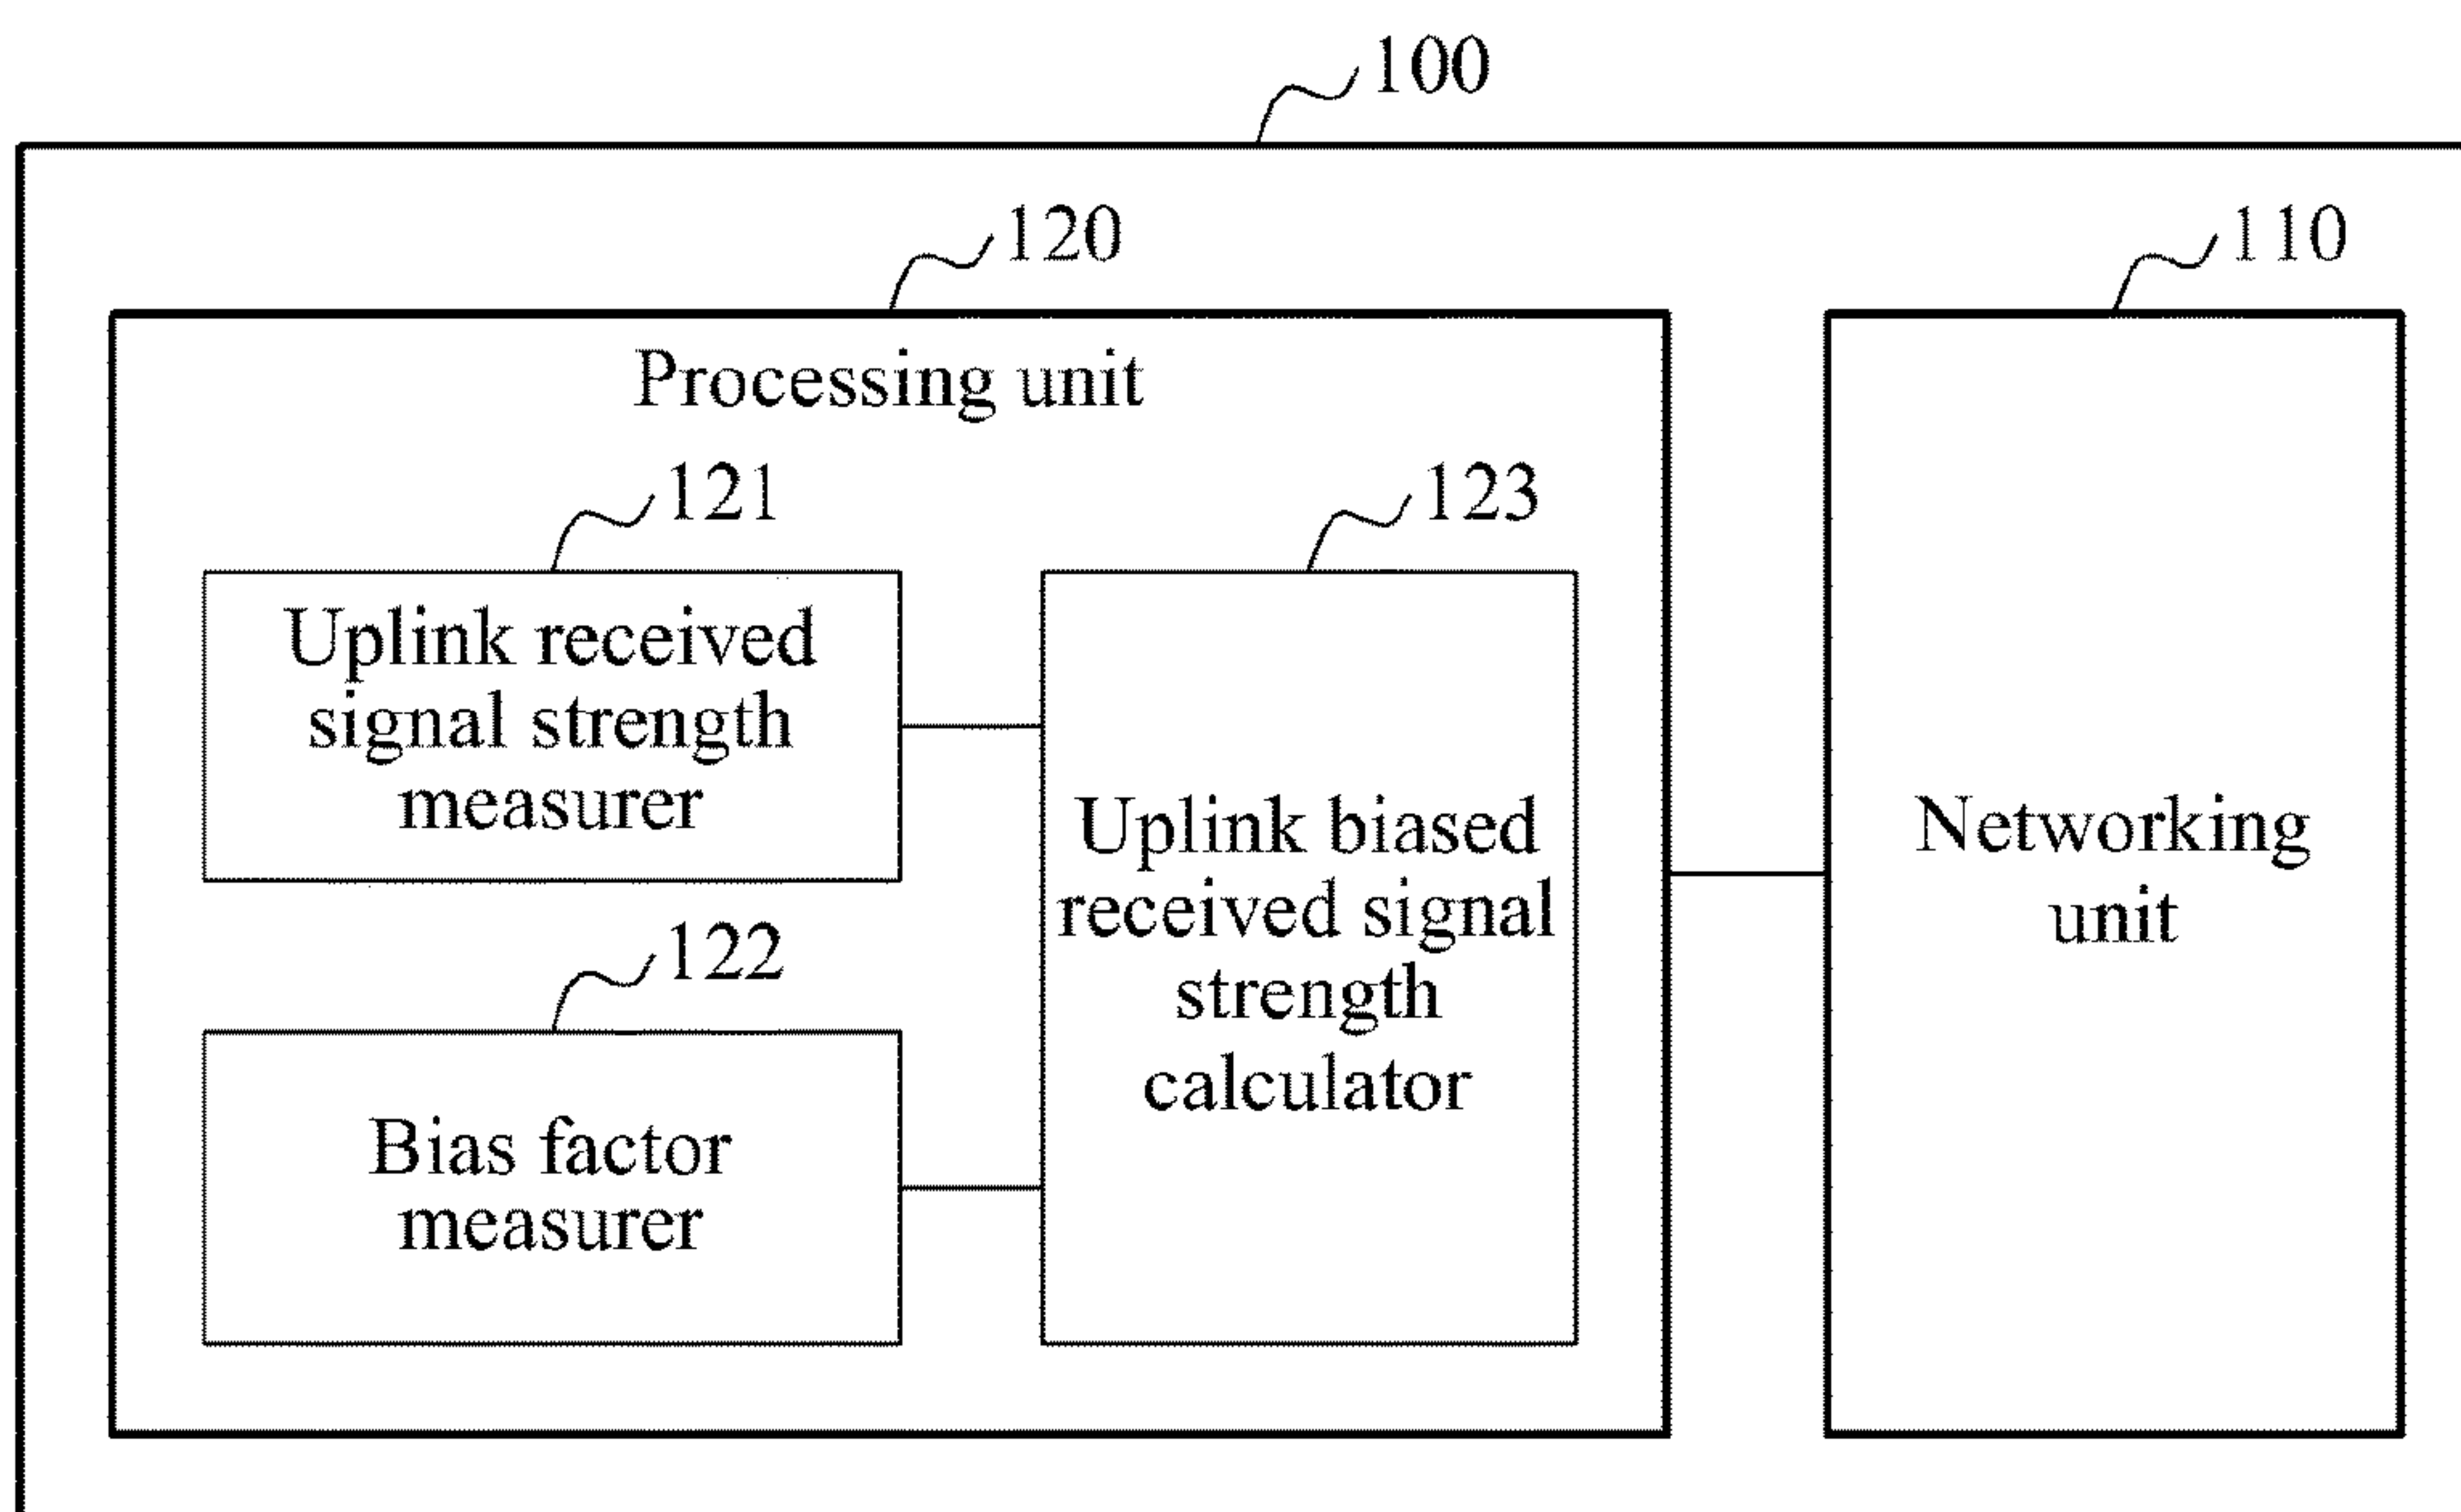 100
120
110
Processing unit
121
123
Uplink received
signal strength
measurer
Uplink biased
received signal
strength
calculator
Networking
unit
122
Bias factor
measurer